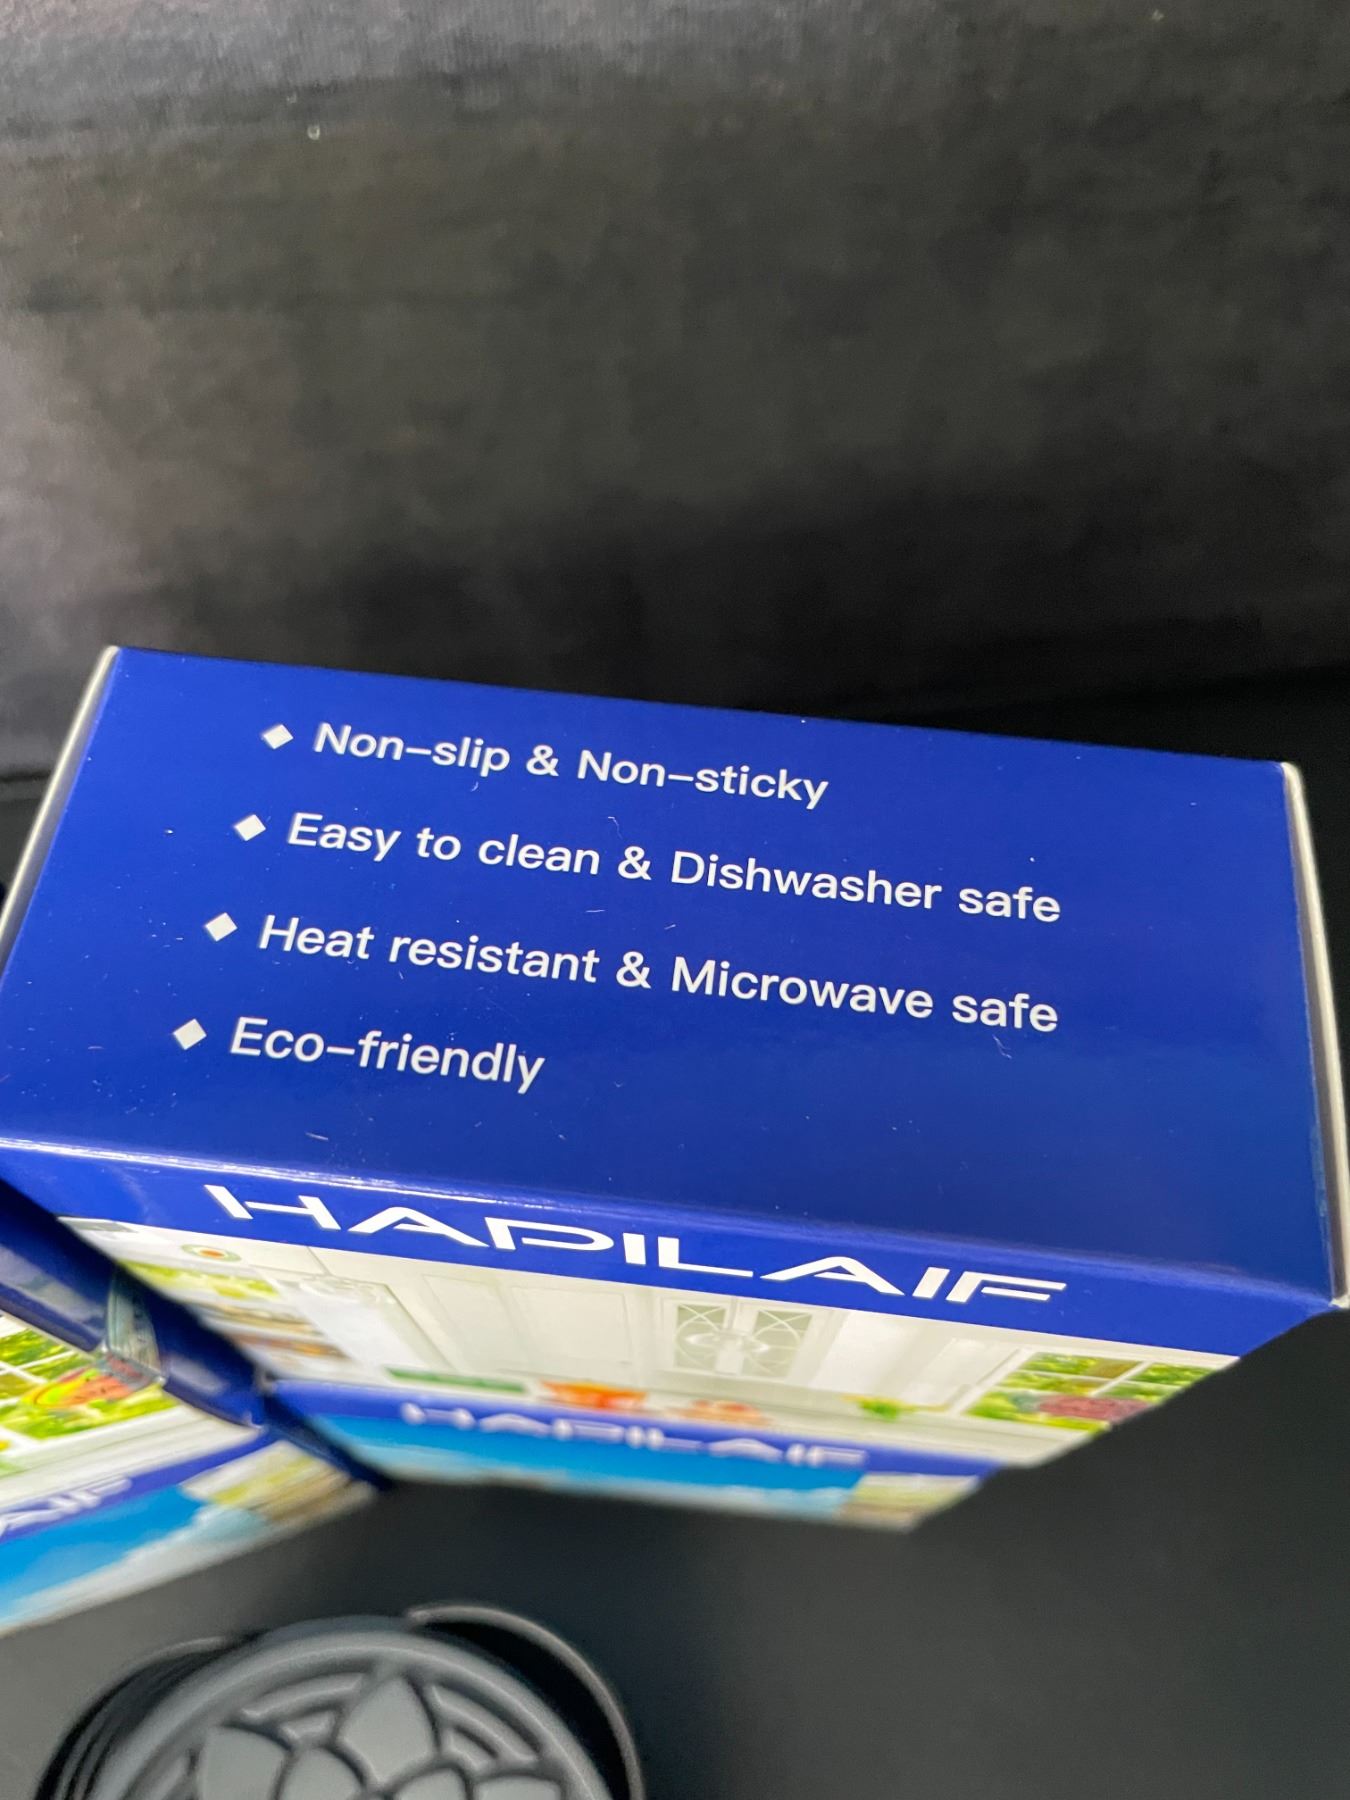 Non-slip & Non-sticky
Easy to clean & Dishwasher safe
Heat resistant & Microwave safe
Eco-friendly
HAPILAIF
HAPILAIF